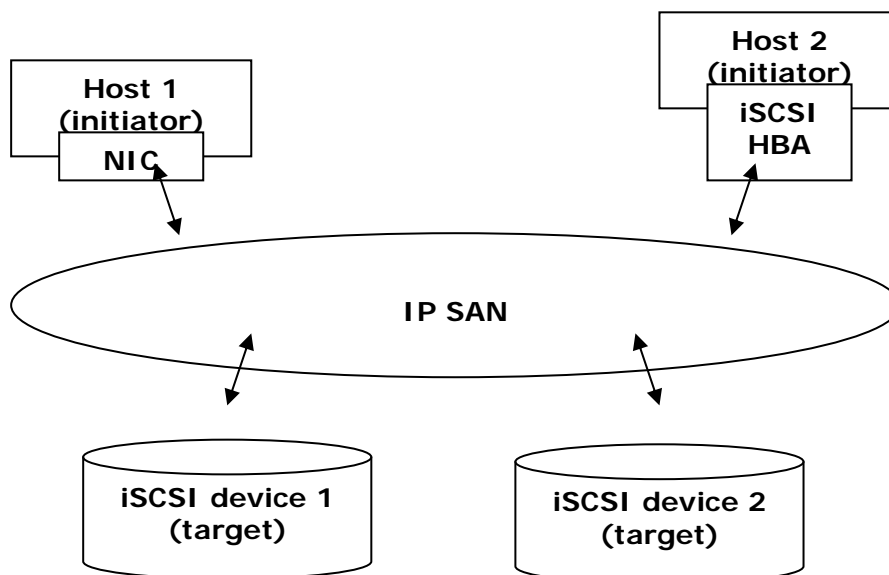 Host 1
(initiator)
NIC
Host 2
(initiator)
iSCSI
HBA
IP SAN
iSCSI device 1
(target)
iSCSI device 2
(target)